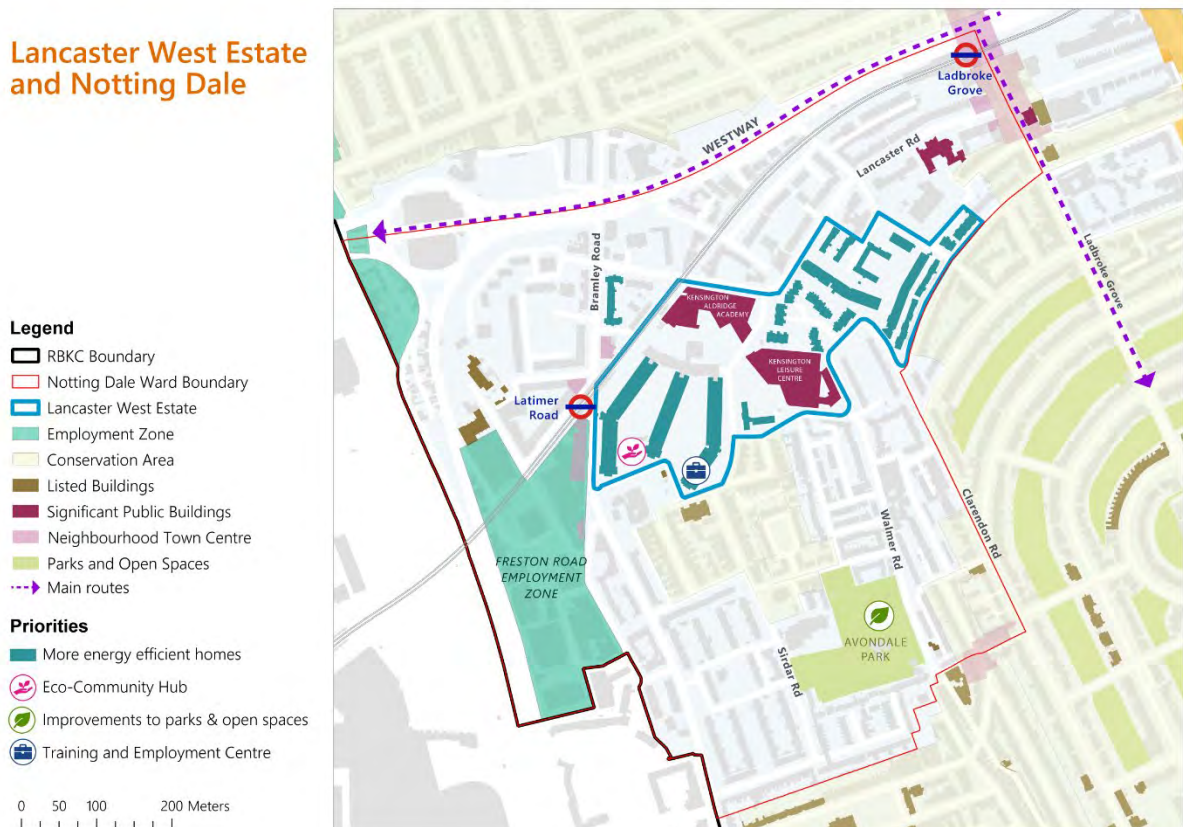 Lancaster West Estate
and Notting Dale
Legend
RBKC Boundary
Notting Dale Ward Boundary
Lancaster West Estate
Employment Zone
Conservation Area
Listed Buildings
Significant Public Buildings
Neighbourhood Town Centre
Parks and Open Spaces
Main routes
Priorities
More energy efficient homes
Eco-Community Hub
Improvements to parks & open spaces
Training and Employment Centre
0 50 100 200 Meters
Ladbroke
Grove
WESTWAY
Lancaster Rd
Bramley Road
Ladbroke Grove
KENSINGTON
ALDRIDGE
ACADEMY
KENSINGTON
LEISURE
CENTRE
Latimer
Road
Clarendon Rd
Walmer Rd
FRESTON ROAD
EMPLOYMENT
ZONE
AVONDALE
PARK
Sirdar Rd